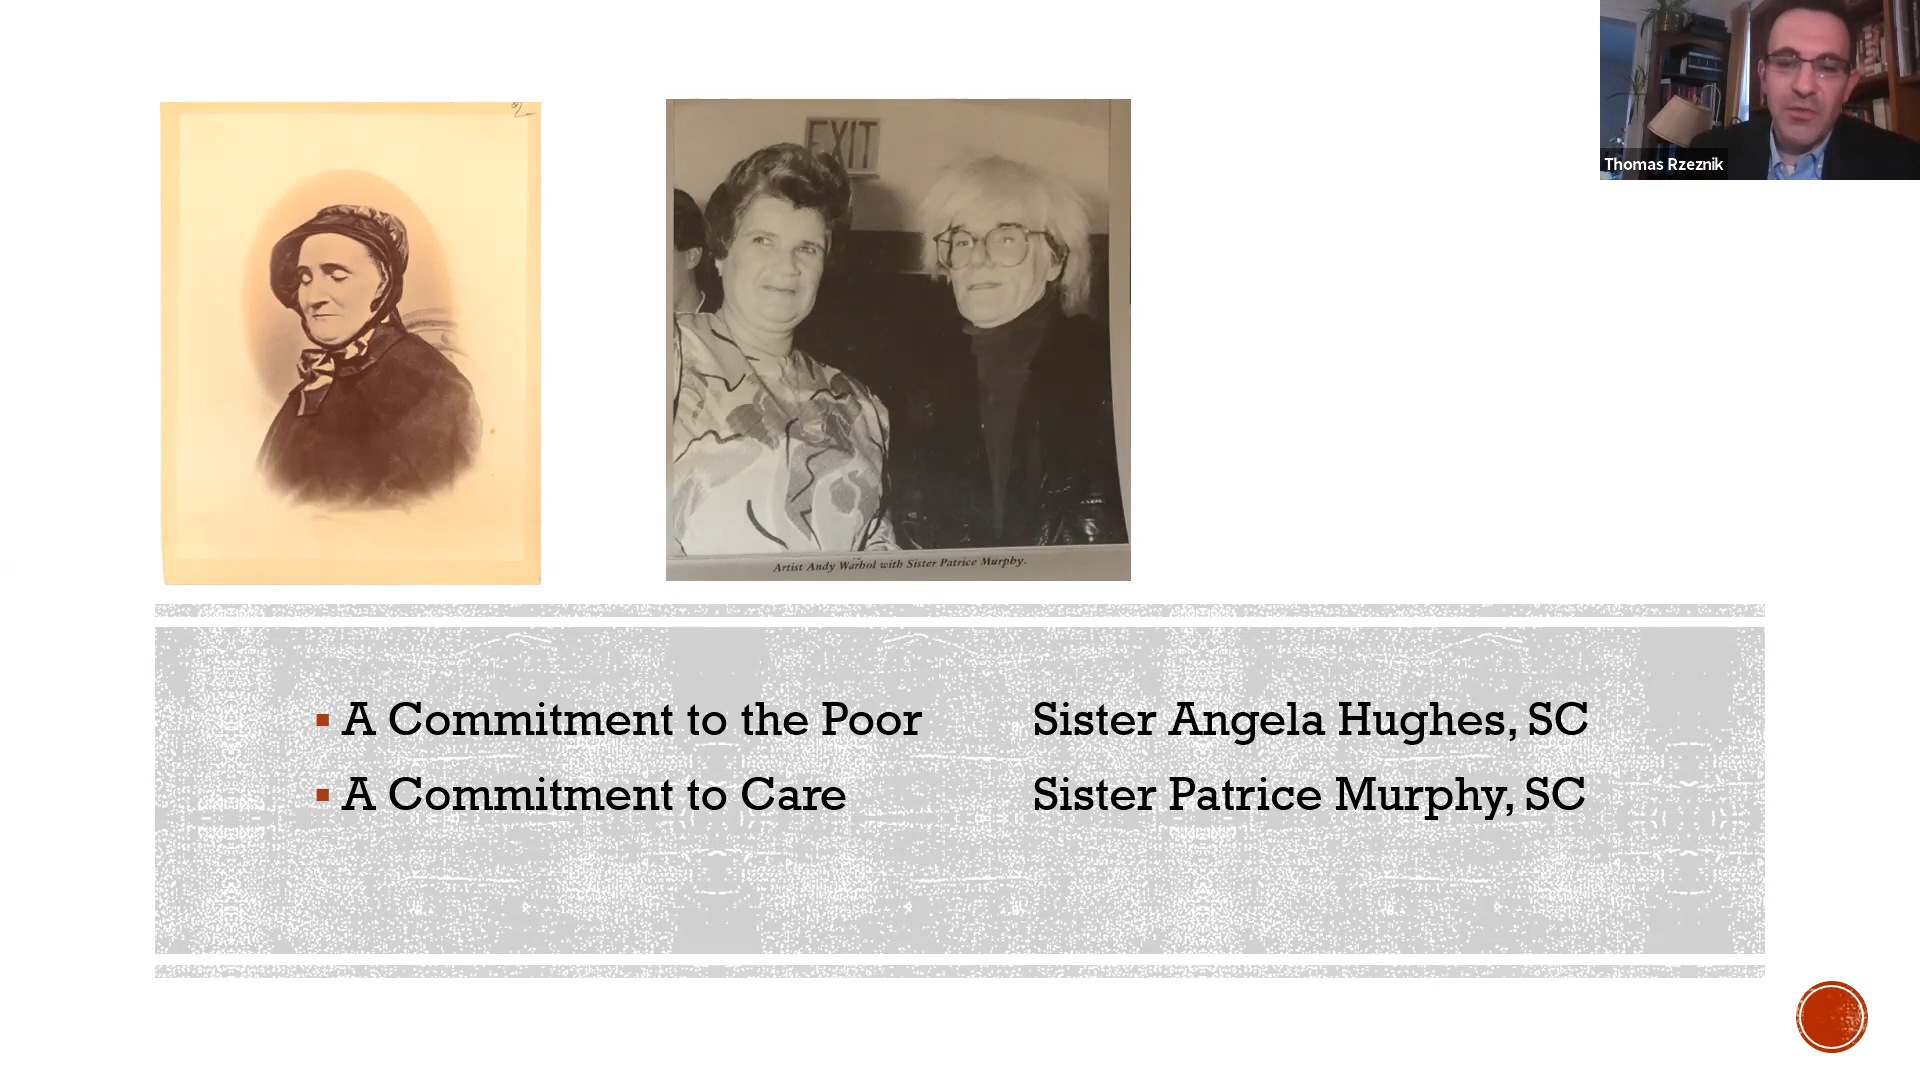 EXIT
Thomas Rzeznik
Artist Andy Warhol with Sister Patrice Murphy.
A Commitment to the Poor Sister Angela Hughes, SC
A Commitment to Care Sister Patrice Murphy, SC